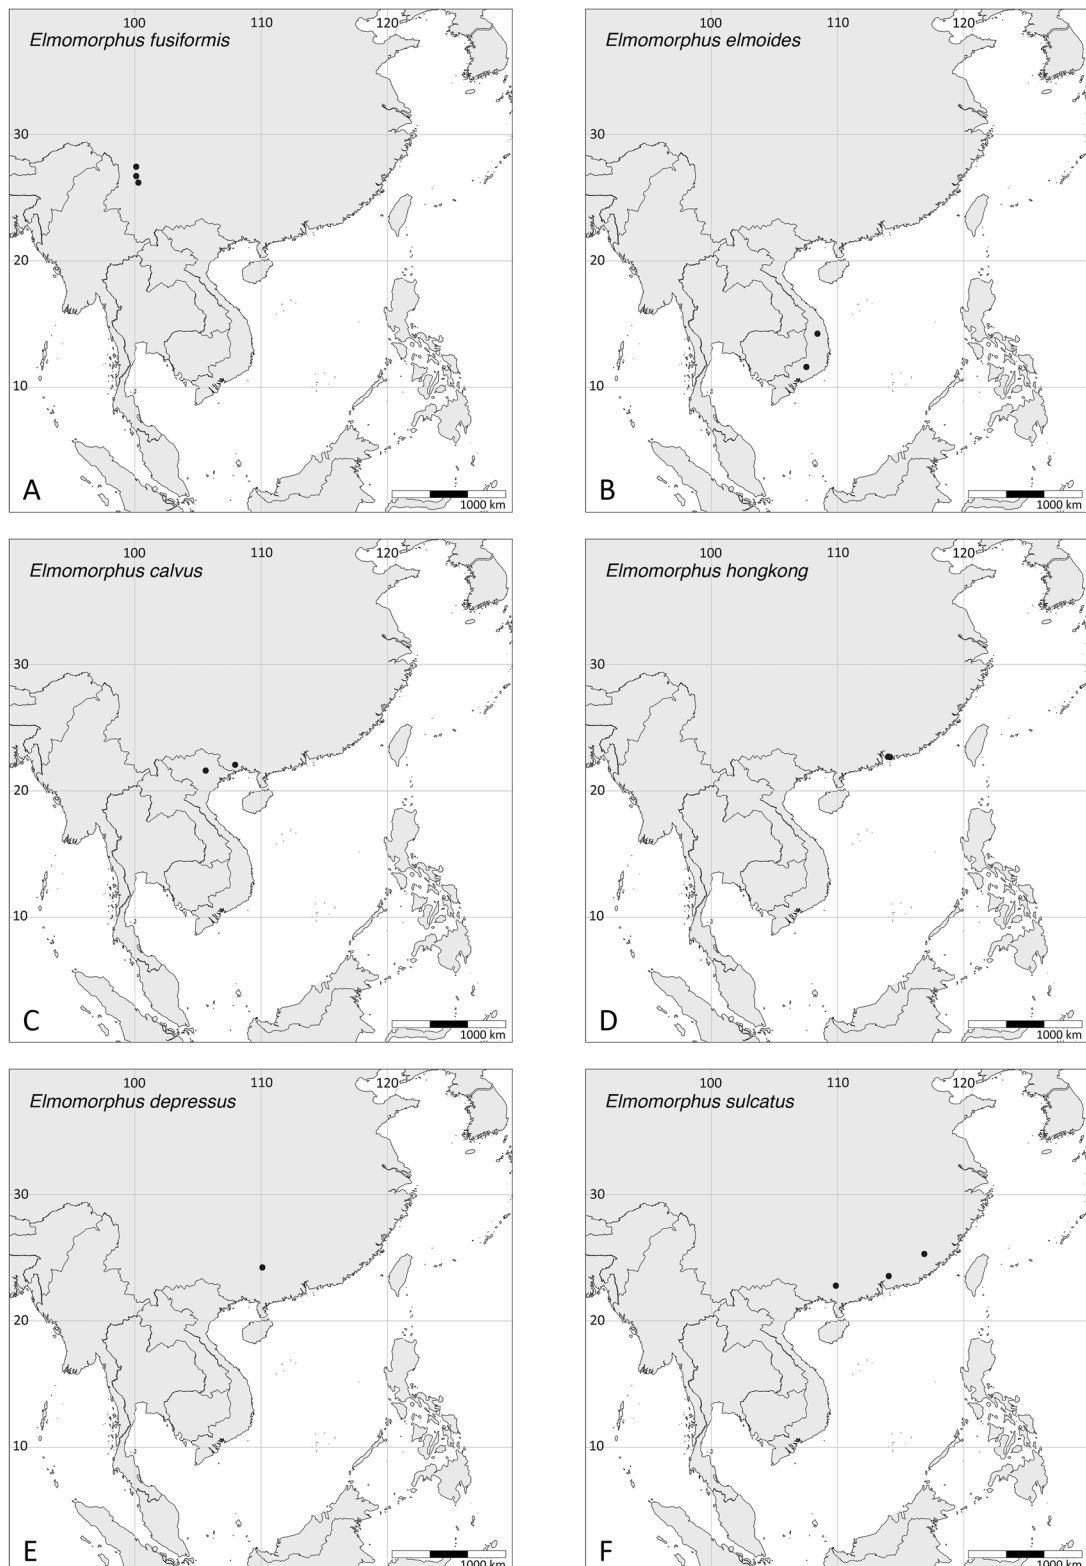 100 110 120
Elmomorphus fusiformis
30
20
10
A
1000 km
100 110 120
Elmomorphus elmoides
30
20
10
B
1000 km
100 110 120
Elmomorphus calvus
30
20
10
C
1000 km
100 110 120
Elmomorphus hongkong
30
20
10
D
1000 km
100 110 120
Elmomorphus depressus
30
20
10
E
1000 km
100 110 120
Elmomorphus sulcatus
30
20
10
F
1000 km